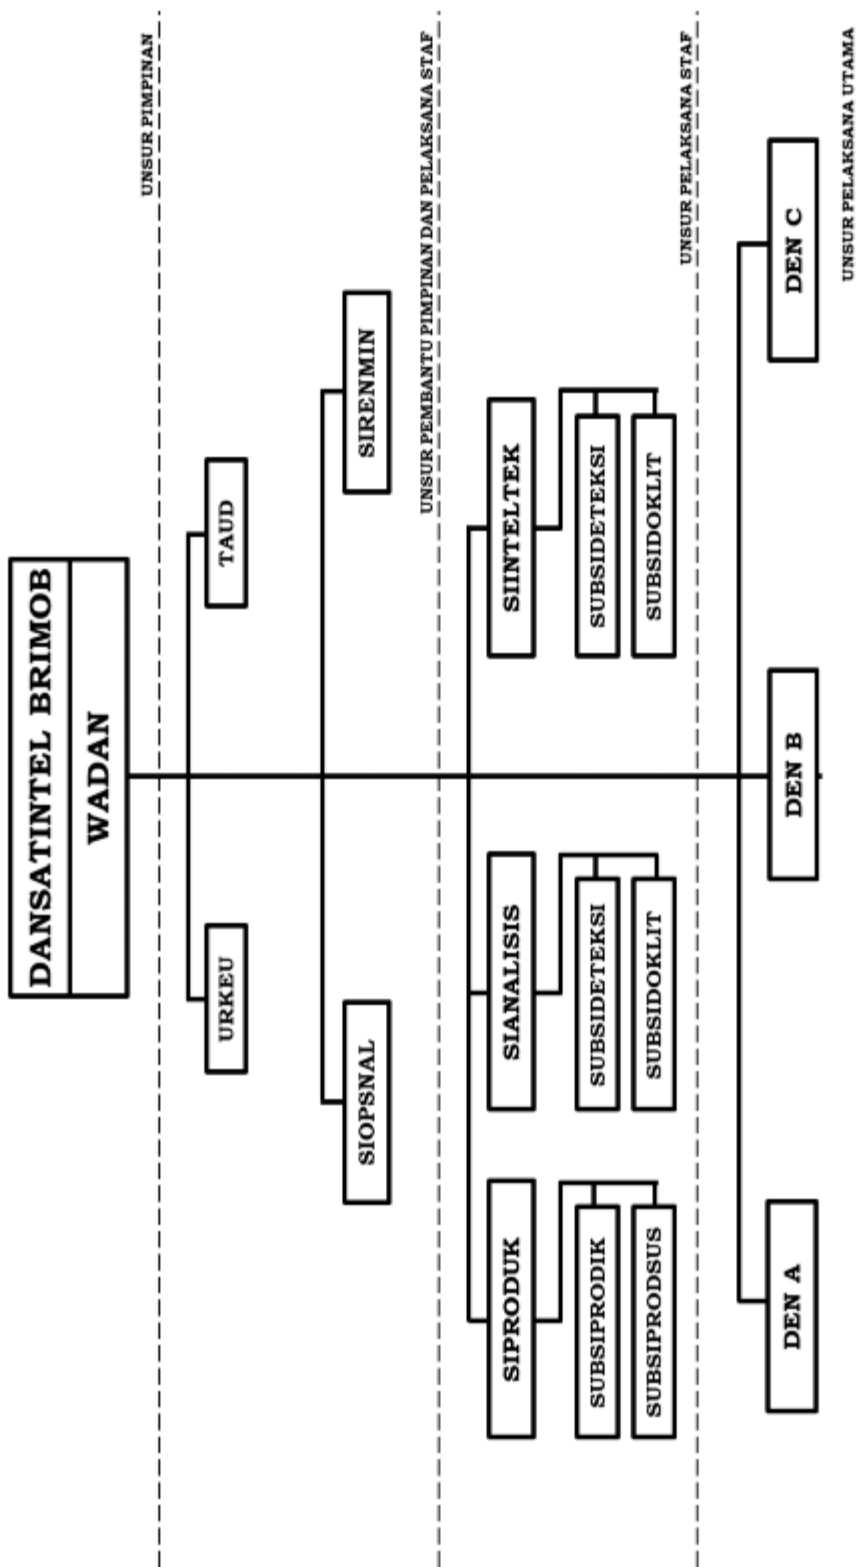 DANSATINTEL BRIMOB
WADAN
UNSUR PIMPINAN
URKEU
TAUD
SIOPSNAL
SIRENMIN
UNSUR PEMBANTU PIMPINAN DAN PELAKSANA STAF
SIPRODUK
SIANALISIS
SIINTELTEK
SUBSIPRODIK
SUBSIDETEKSI
SUBSIDETEKSI
SUBSIPRODSUS
SUBSIDOKLIT
SUBSIDOKLIT
UNSUR PELAKSANA STAF
DEN A
DEN B
DEN C
UNSUR PELAKSANA UTAMA